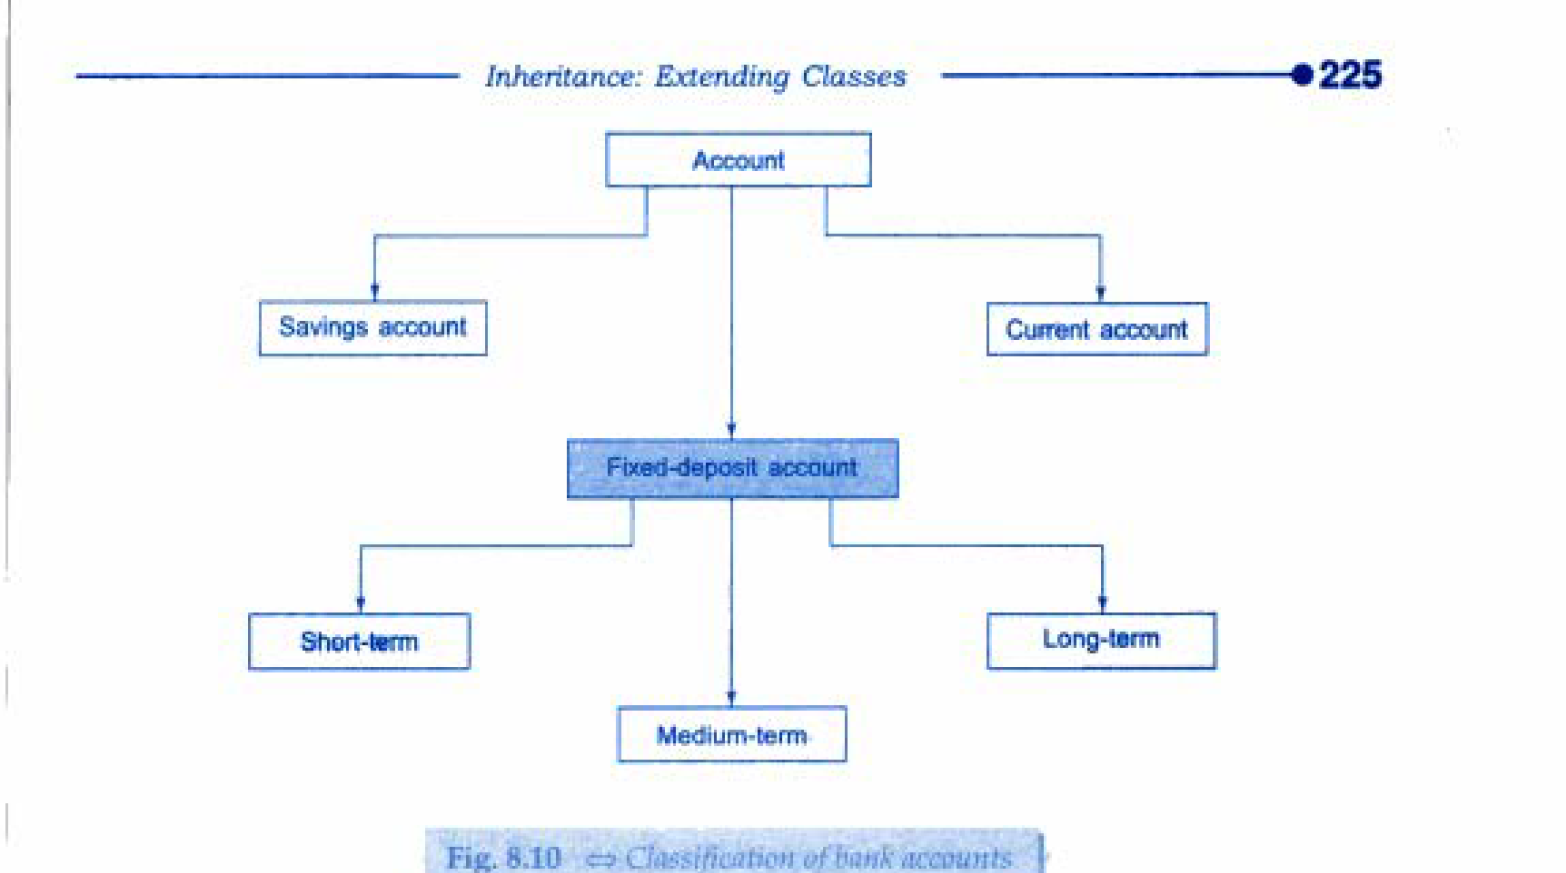 Inheritance: Extending Classes 225
Account
Savings account
Current account
Fixed-deposit account
Short-term
Long-term
Medium-term
Fig. 8.10 ⇔ Classification of bank accounts